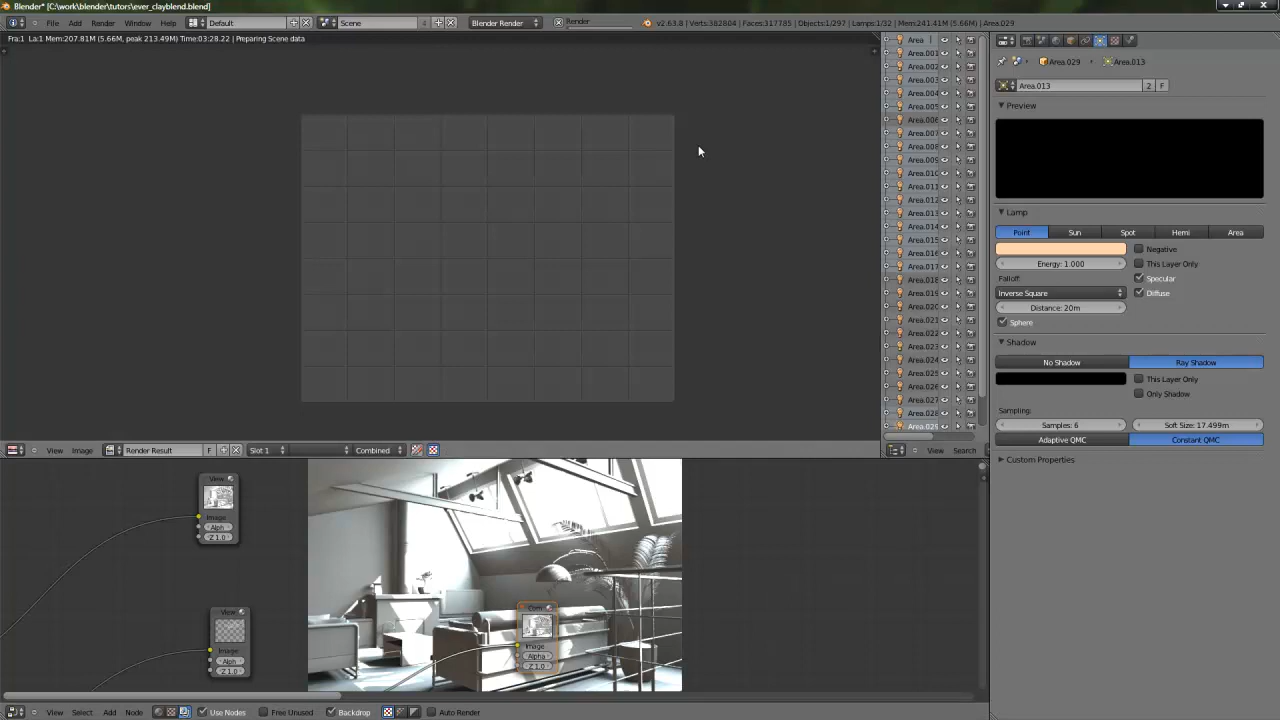 Blender* [C:\work\blender\tutors\ever_clayblend.blend]
File Add Render Window Help Default Scene 4 Blender Render Render v2.63.8 | Verts:382804 | Faces:317785 | Objects:1/297 | Lamps:1/32 | Mem:241.41M (5.66M) | Area.029
Fra:1 La:1 Mem:207.81M (5.66M, peak 213.49M) Time:03:28.22 | Preparing Scene data
Area
Area.001
Area.002
Area.003
Area.004
Area.005
Area.006
Area.007
Area.008
Area.009
Area.010
Area.011
Area.012
Area.013
Area.014
Area.015
Area.016
Area.017
Area.018
Area.019
Area.020
Area.021
Area.022
Area.023
Area.024
Area.025
Area.026
Area.027
Area.028
Area.029
View Search
Area.029 Area.013
Area.013 2 F
Preview
Lamp
Point Sun Spot Hemi Area
Negative
Energy: 1.000 This Layer Only
Falloff: Specular
Inverse Square Diffuse
Distance: 20m
Sphere
Shadow
No Shadow Ray Shadow
This Layer Only
Only Shadow
Sampling:
Samples: 6 Soft Size: 17.499m
Adaptive QMC Constant QMC
Custom Properties
View Image Render Result F Slot 1 Combined
View
Image
Alph
Z 1.0
View
Image
Alph
Z 1.0
Com
Image
Alpha
Z 1.0
View Select Add Node Use Nodes Free Unused Backdrop Auto Render